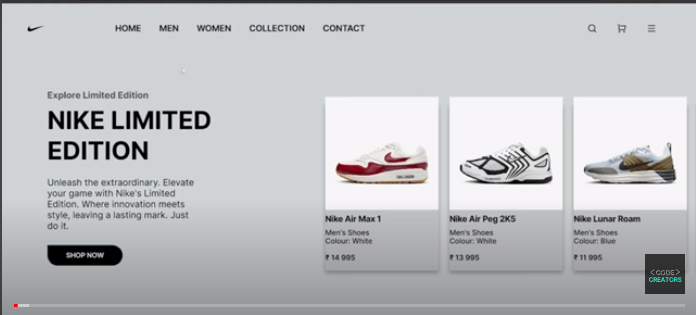 HOME MEN WOMEN COLLECTION CONTACT
Explore Limited Edition
NIKE LIMITED
EDITION
Unleash the extraordinary. Elevate
your game with Nike's Limited
Edition. Where innovation meets
style, leaving a lasting mark. Just
do it.
SHOP NOW
Nike Air Max 1
Men's Shoes
Colour: White
₹ 14 995
Nike Air Peg 2K5
Men's Shoes
Colour: White
₹ 13 995
Nike Lunar Roam
Men's Shoes
Colour: Blue
₹ 11 995
<CODE>
CREATORS